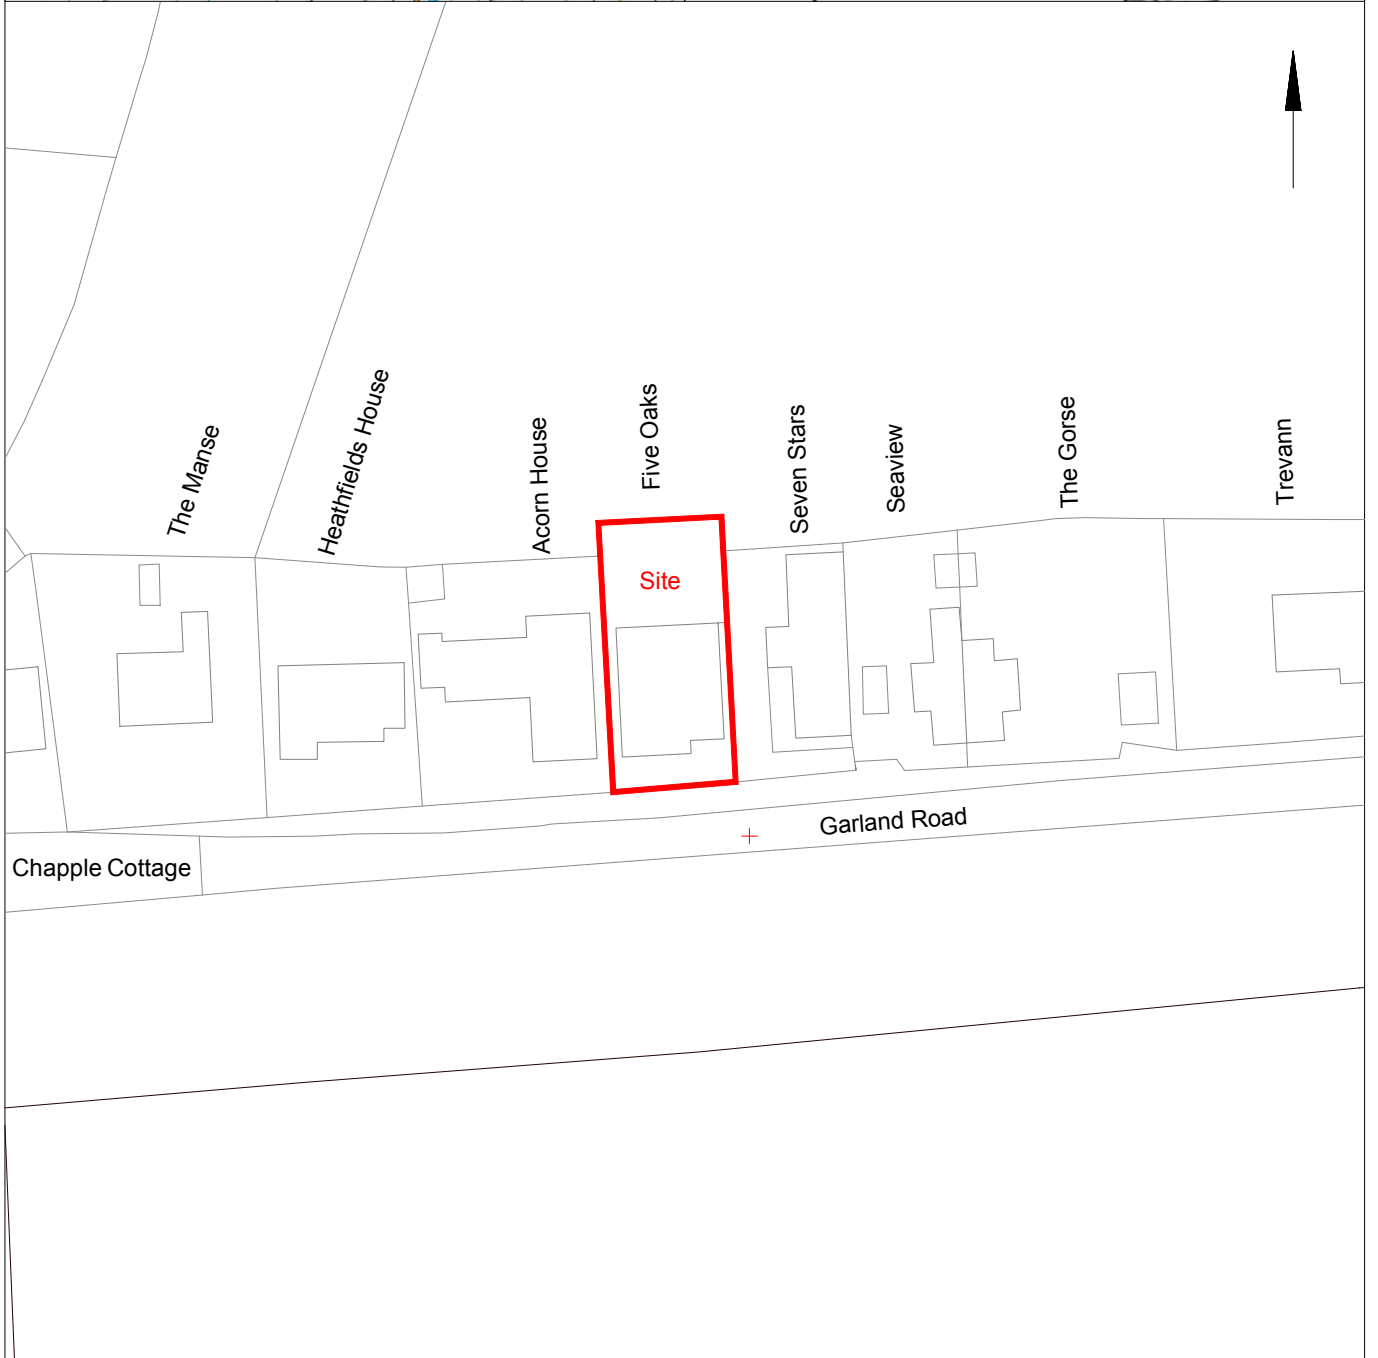 The Manse
Heathfields House
Acorn House
Five Oaks
Seven Stars
Seaview
The Gorse
Trevann
Site
Garland Road
Chapple Cottage